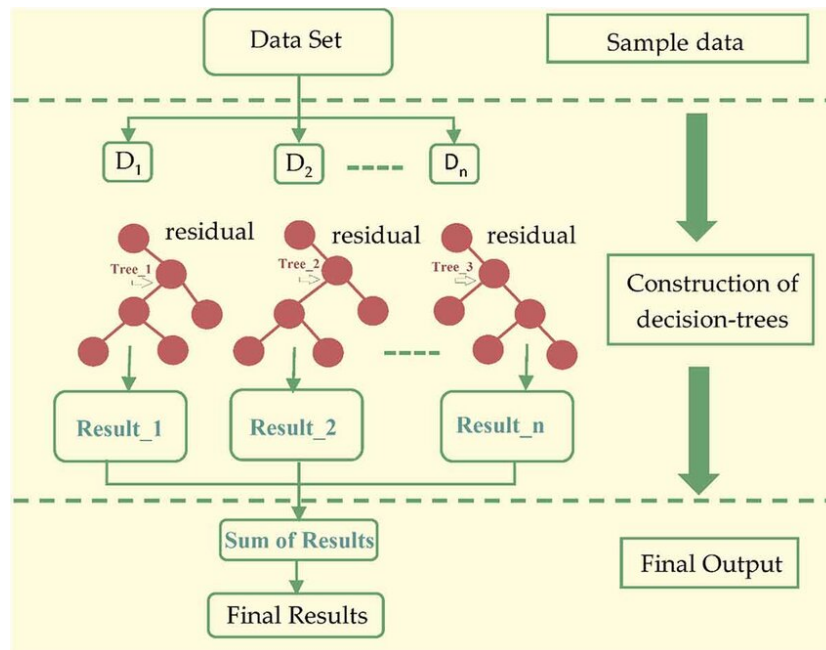 Data Set
Sample data
D1
D2
Dn
residual
residual
residual
Tree_1
Tree_2
Tree_3
Construction of
decision-trees
Result_1
Result_2
Result_n
Sum of Results
Final Output
Final Results